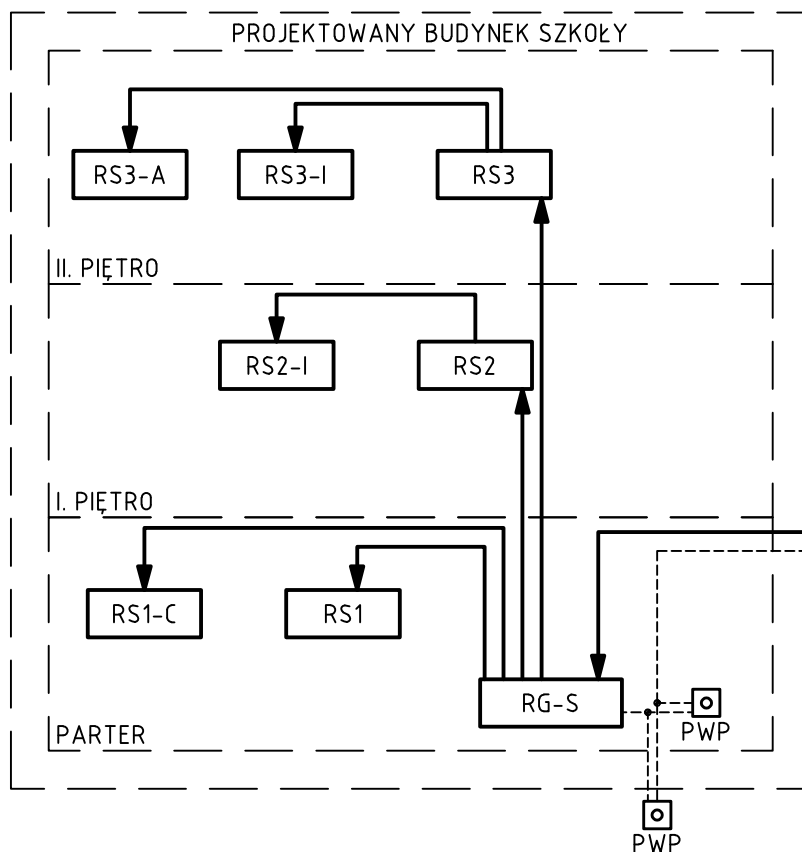 PROJEKTOWANY BUDYNEK SZKOŁY
RS3-A RS3-I RS3
II. PIĘTRO
RS2-I RS2
I. PIĘTRO
RS1-C RS1
RG-S
PWP
PARTER
PWP